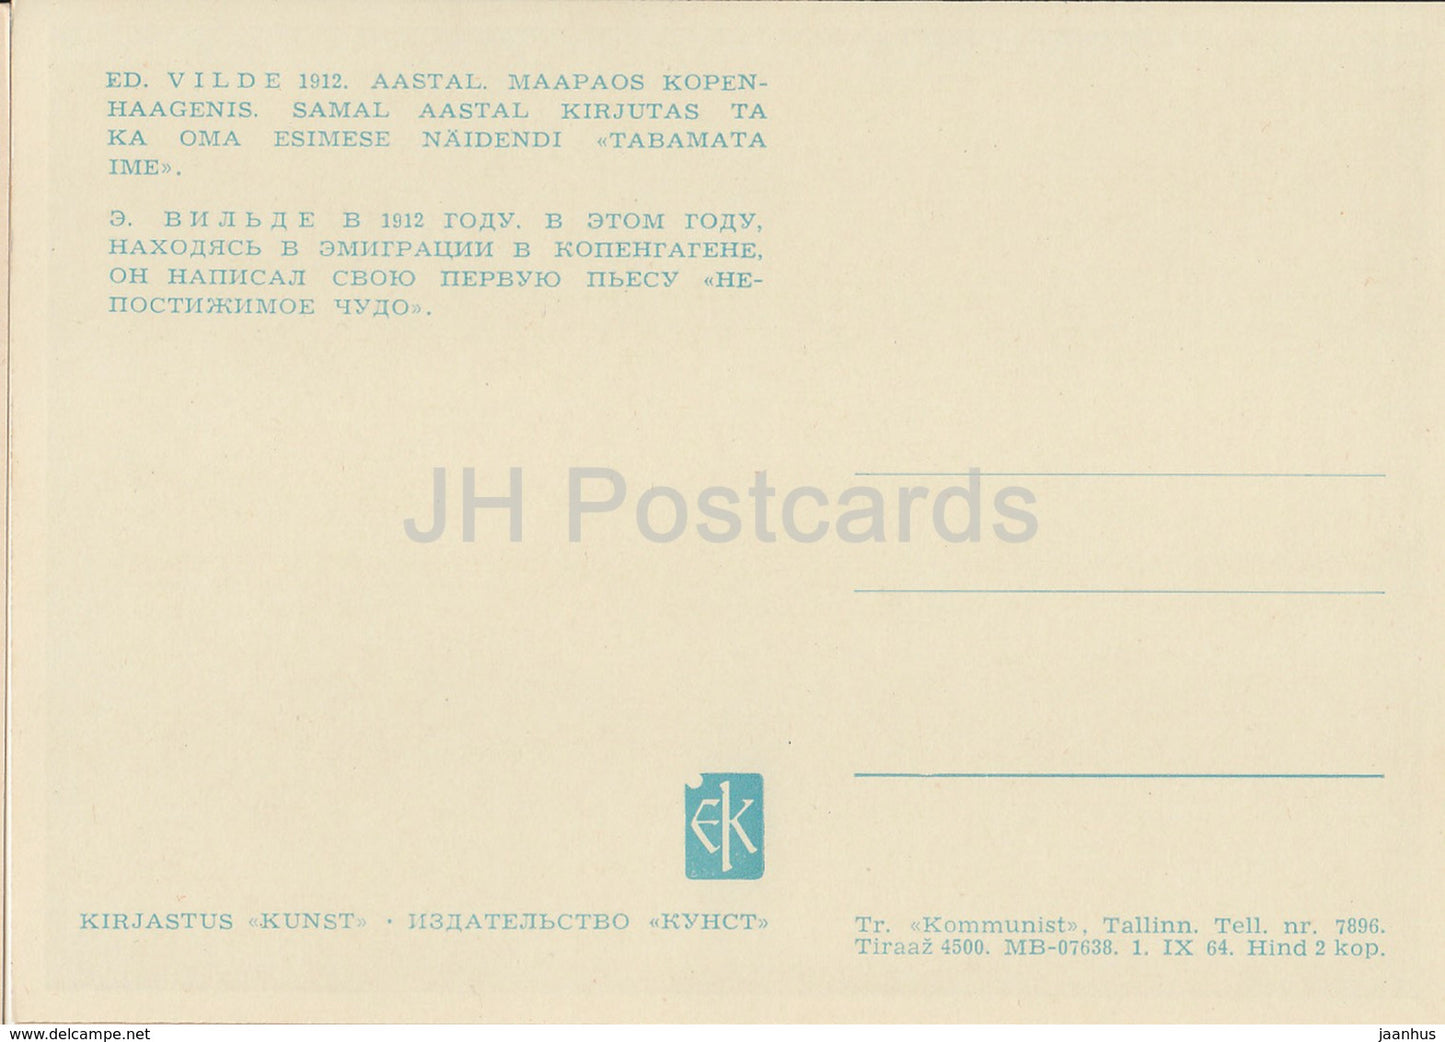 ED. VILDE 1912. AASTAL. MAAPAOS KOPEN-
HAAGENIS. SAMAL AASTAL KIRJUTAS TA
KA OMA ESIMESE NÄIDENDI «TABAMATA
IME».
Э. ВИЛЬДЕ В 1912 ГОДУ. В ЭТОМ ГОДУ,
НАХОДЯСЬ В ЭМИГРАЦИИ В КОПЕНГАГЕНЕ,
ОН НАПИСАЛ СВОЮ ПЕРВУЮ ПЬЕСУ «НЕ-
ПОСТИЖИМОЕ ЧУДО».
JH Postcards
EK
KIRJASTUS «KUNST» · ИЗДАТЕЛЬСТВО «КУНСТ»
Tr. «Kommunist», Tallinn. Tell. nr. 7896.
Tiraaž 4500. MB-07638. 1. IX 64. Hind 2 kop.
www.delcampe.net
jaanhus